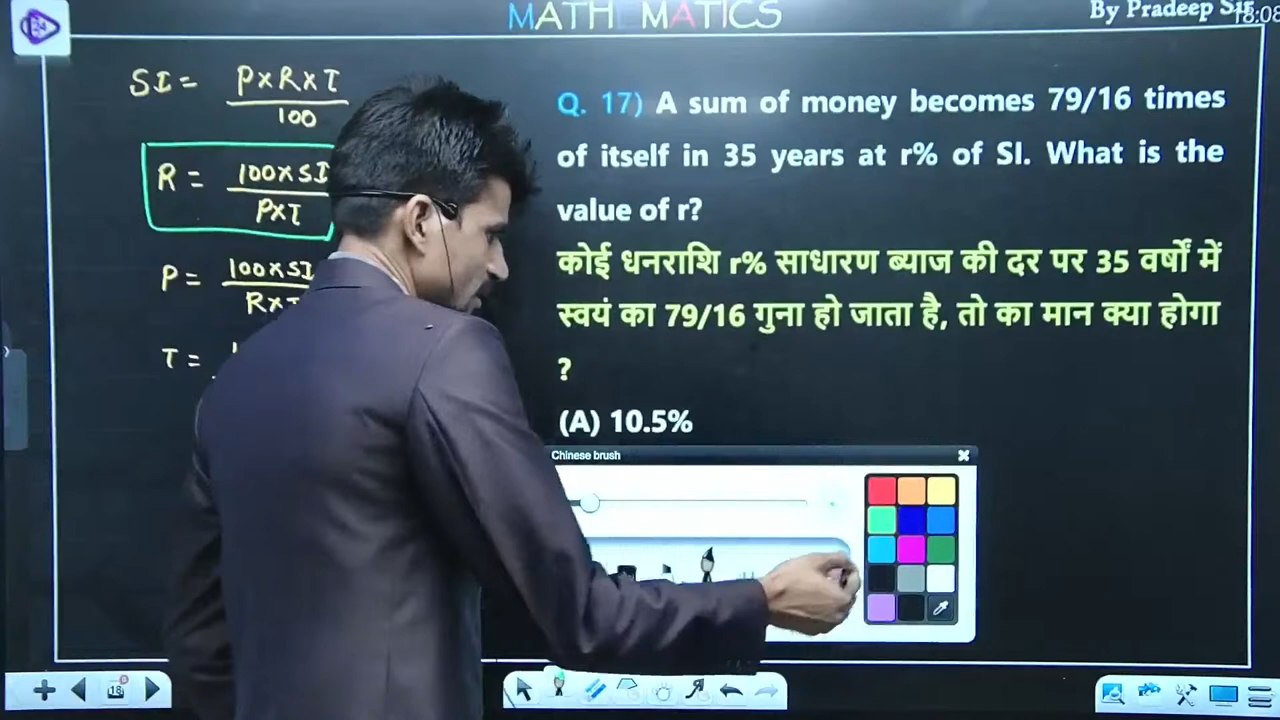 MATHEMATICS
By Pradeep Sir
18:08
SI = P×R×T
100
R = 100×SI
P×T
P = 100×SI
R×T
T =
Q. 17) A sum of money becomes 79/16 times
of itself in 35 years at r% of SI. What is the
value of r?
कोई धनराशि r% साधारण ब्याज की दर पर 35 वर्षों में
स्वयं का 79/16 गुना हो जाता है, तो का मान क्या होगा
?
(A) 10.5%
Chinese brush
18